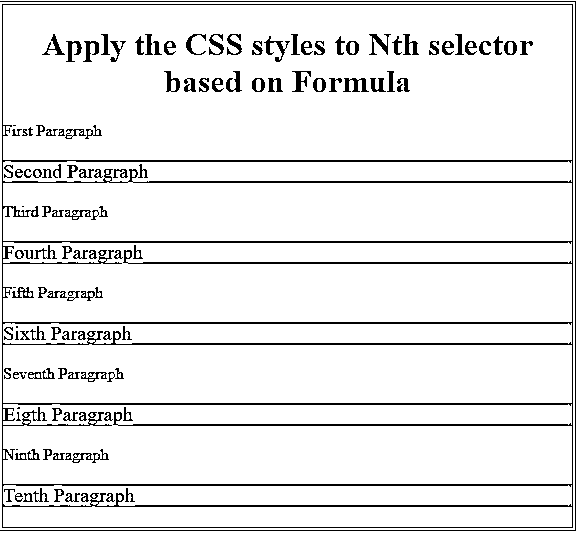 Apply the CSS styles to Nth selector
based on Formula
First Paragraph
Second Paragraph
Third Paragraph
Fourth Paragraph
Fifth Paragraph
Sixth Paragraph
Seventh Paragraph
Eigth Paragraph
Ninth Paragraph
Tenth Paragraph